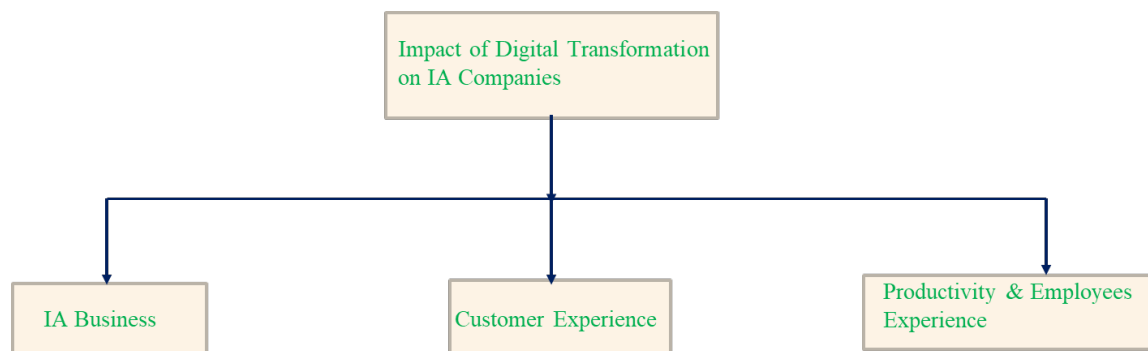 Impact of Digital Transformation
on IA Companies
IA Business
Customer Experience
Productivity & Employees
Experience